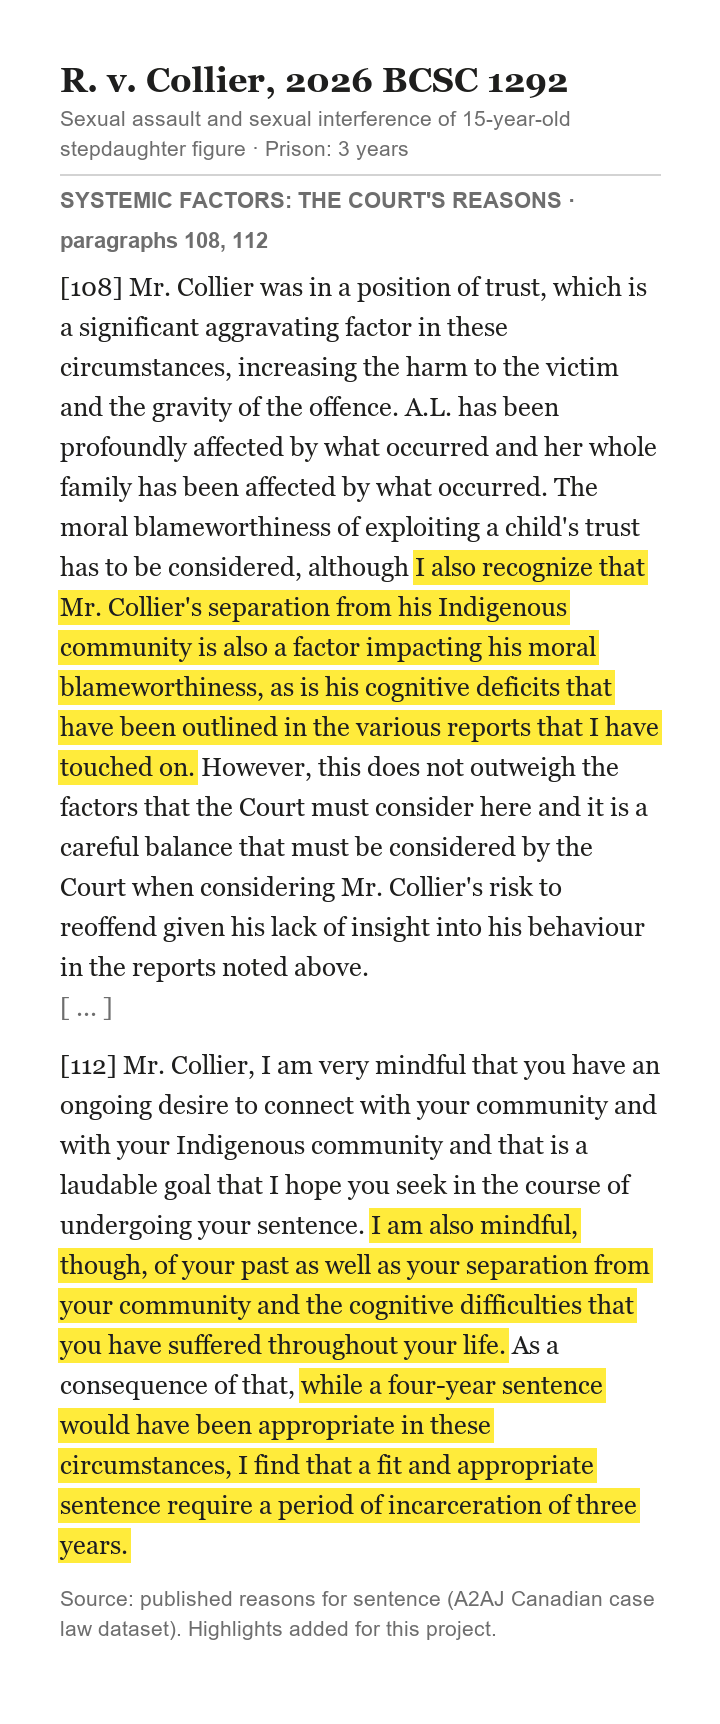 R. v. Collier, 2026 BCSC 1292
Sexual assault and sexual interference of 15-year-old
stepdaughter figure · Prison: 3 years
SYSTEMIC FACTORS: THE COURT'S REASONS ·
paragraphs 108, 112
[108] Mr. Collier was in a position of trust, which is
a significant aggravating factor in these
circumstances, increasing the harm to the victim
and the gravity of the offence. A.L. has been
profoundly affected by what occurred and her whole
family has been affected by what occurred. The
moral blameworthiness of exploiting a child's trust
has to be considered, although I also recognize that
Mr. Collier's separation from his Indigenous
community is also a factor impacting his moral
blameworthiness, as is his cognitive deficits that
have been outlined in the various reports that I have
touched on. However, this does not outweigh the
factors that the Court must consider here and it is a
careful balance that must be considered by the
Court when considering Mr. Collier's risk to
reoffend given his lack of insight into his behaviour
in the reports noted above.
[ ... ]
[112] Mr. Collier, I am very mindful that you have an
ongoing desire to connect with your community and
with your Indigenous community and that is a
laudable goal that I hope you seek in the course of
undergoing your sentence. I am also mindful,
though, of your past as well as your separation from
your community and the cognitive difficulties that
you have suffered throughout your life. As a
consequence of that, while a four-year sentence
would have been appropriate in these
circumstances, I find that a fit and appropriate
sentence require a period of incarceration of three
years.
Source: published reasons for sentence (A2AJ Canadian case
law dataset). Highlights added for this project.